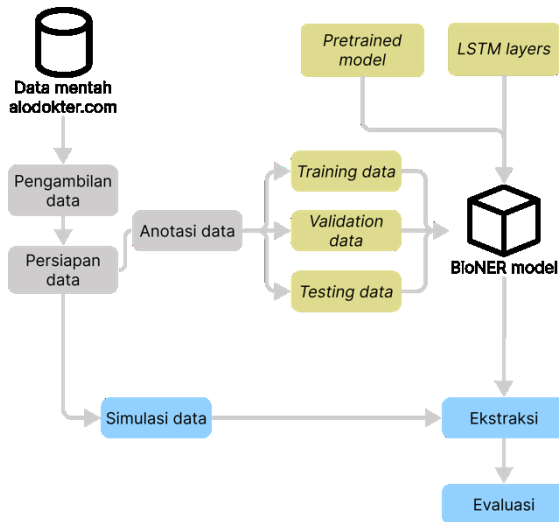 Data mentah
alodokter.com
Pretrained
model
LSTM layers
Pengambilan
data
Persiapan
data
Anotasi data
Training data
Validation
data
Testing data
BioNER model
Simulasi data
Ekstraksi
Evaluasi